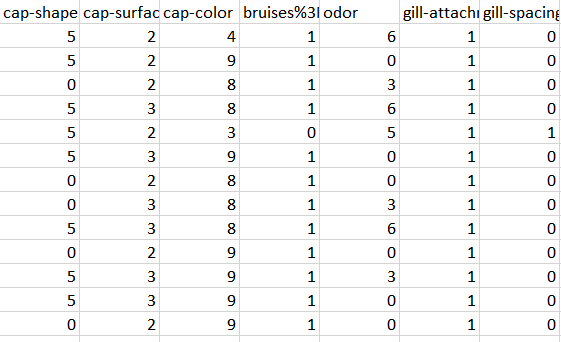 cap-shape cap-surfac cap-color bruises%3I odor gill-attachi gill-spacing
5 2 4 1 6 1 0
5 2 9 1 0 1 0
0 2 8 1 3 1 0
5 3 8 1 6 1 0
5 2 3 0 5 1 1
5 3 9 1 0 1 0
0 2 8 1 0 1 0
0 3 8 1 3 1 0
5 3 8 1 6 1 0
0 2 9 1 0 1 0
5 3 9 1 3 1 0
5 3 9 1 0 1 0
0 2 9 1 0 1 0